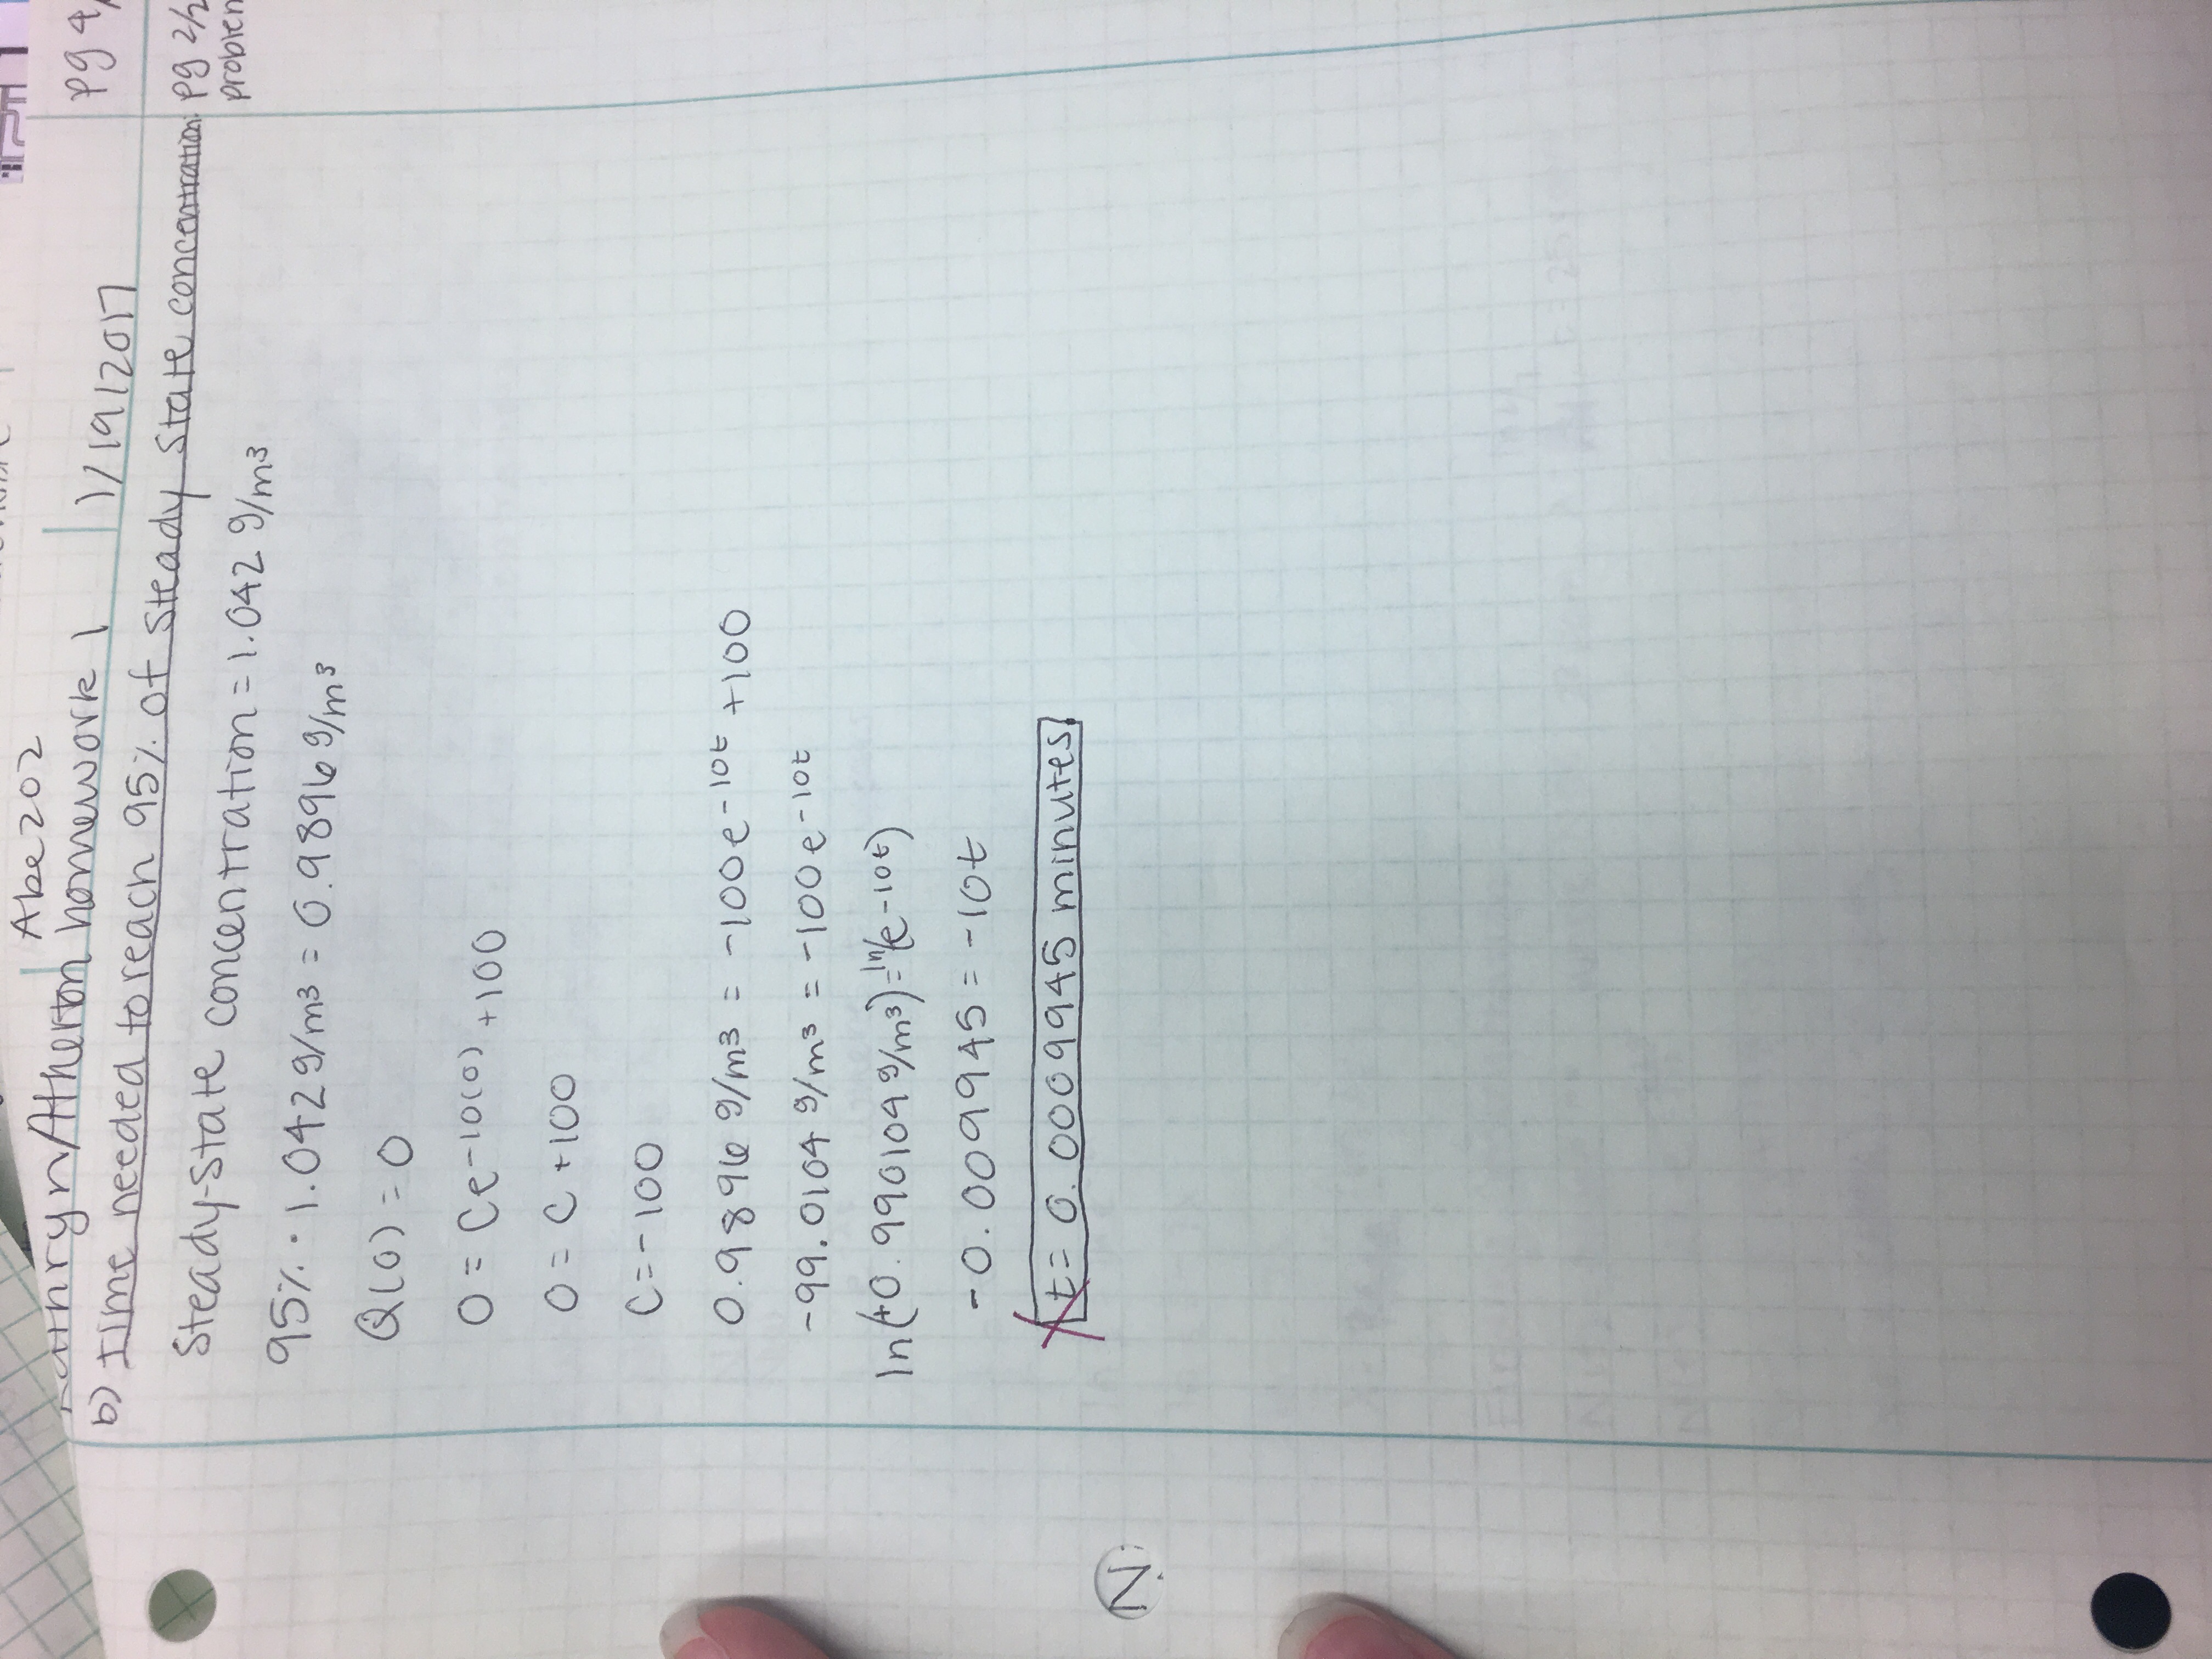 Abe 202
Kathryn Atherton homework 1
1/19/2017
pg 4/
b) time needed to reach 95% of steady state concentration:
pg 2/2
problem
Steady-state concentration = 1.042 g/m³
95% · 1.042 g/m³ = 0.9896 g/m³
Q(0) = 0
0 = Ce^-10(0) + 100
0 = C + 100
C = -100
0.9896 g/m³ = -100e^-10t + 100
-99.0104 g/m³ = -100e^-10t
ln(+0.990104 g/m³) = ln(e^-10t)
-0.009945 = -10t
t = 0.0009945 minutes
N